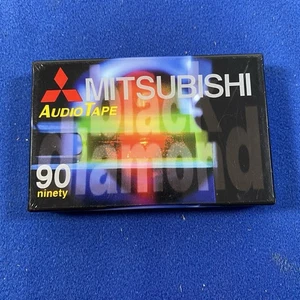 MITSUBISHI
AUDIO TAPE
Black
diamond
90
ninety